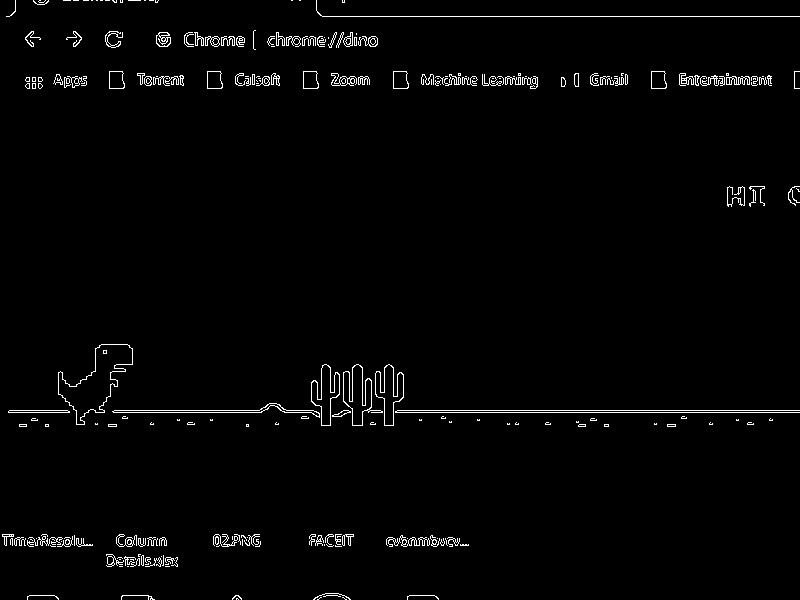 Chrome | chrome://dino
Apps Torrent Calsoft Zoom Machine Learning Gmail Entertainment
HI
TimerResolu... Column 02.PNG FACEIT cvbnmbvcv...
Details.xlsx